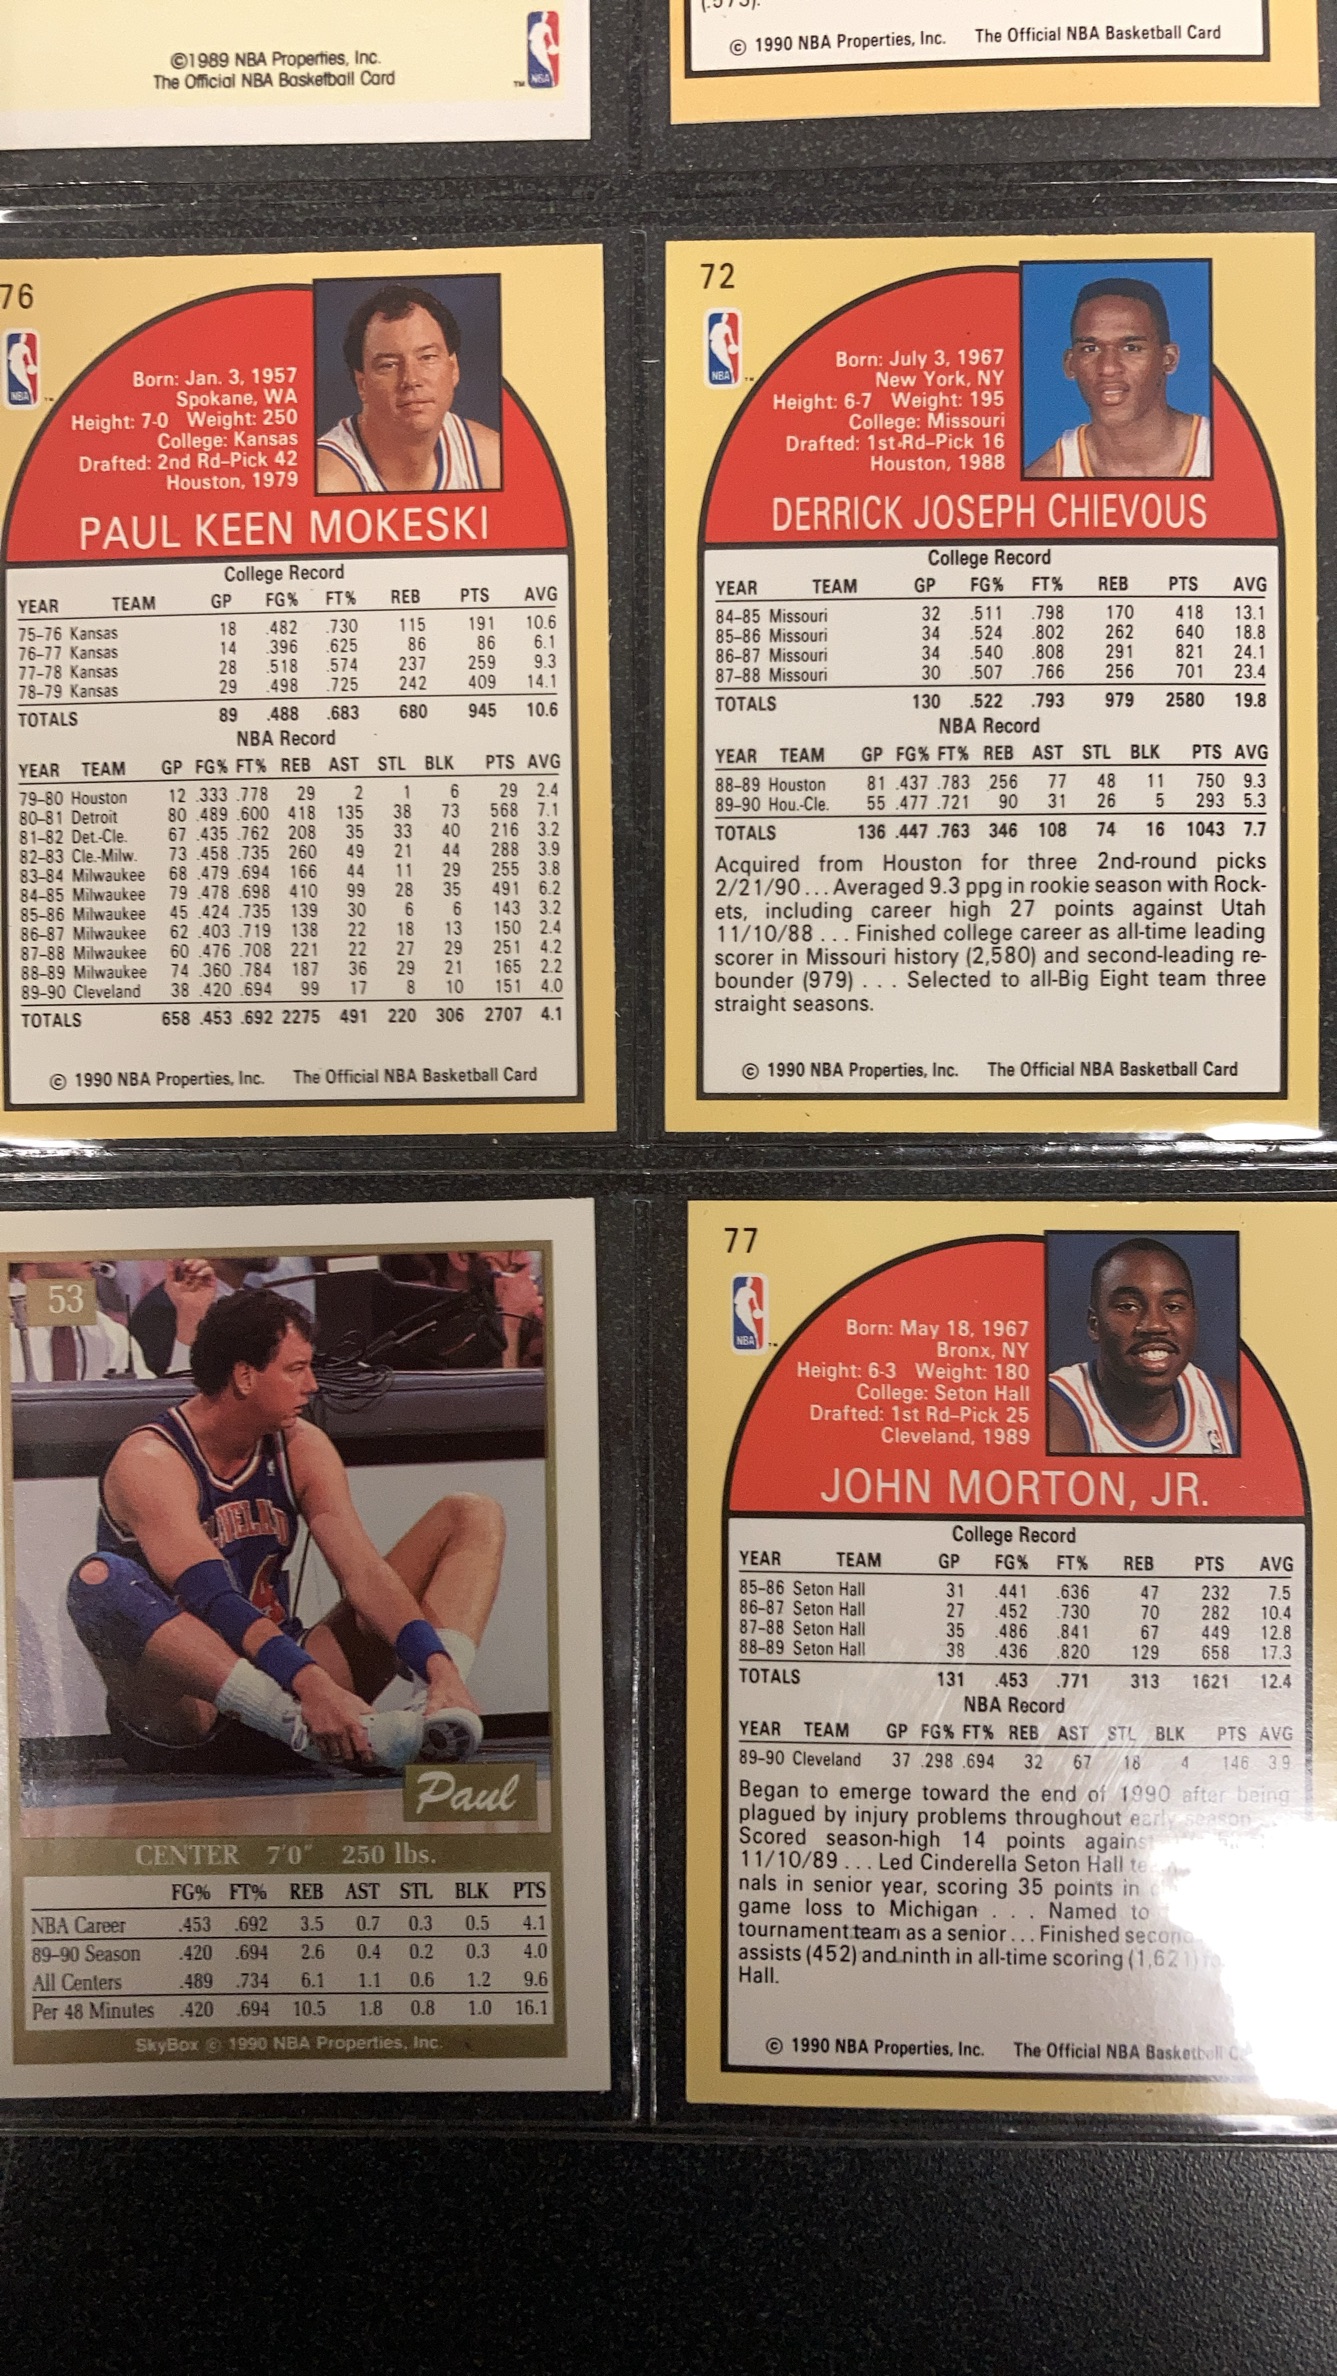 ©1989 NBA Properties, Inc.
The Official NBA Basketball Card
NBA
© 1990 NBA Properties, Inc. The Official NBA Basketball Card
76
NBA
Born: Jan. 3, 1957
Spokane, WA
Height: 7-0 Weight: 250
College: Kansas
Drafted: 2nd Rd–Pick 42
Houston, 1979
PAUL KEEN MOKESKI
College Record
YEAR TEAM GP FG% FT% REB PTS AVG
75–76 Kansas 18 .482 .730 115 191 10.6
76–77 Kansas 14 .396 .625 86 86 6.1
77–78 Kansas 28 .518 .574 237 259 9.3
78–79 Kansas 29 .498 .725 242 409 14.1
TOTALS 89 .488 .683 680 945 10.6
NBA Record
YEAR TEAM GP FG% FT% REB AST STL BLK PTS AVG
79–80 Houston 12 .333 .778 29 2 1 6 29 2.4
80–81 Detroit 80 .489 .600 418 135 38 73 568 7.1
81–82 Det.-Cle. 67 .435 .762 208 35 33 40 216 3.2
82–83 Cle.-Milw. 73 .458 .735 260 49 21 44 288 3.9
83–84 Milwaukee 68 .479 .694 166 44 11 29 255 3.8
84–85 Milwaukee 79 .478 .698 410 99 28 35 491 6.2
85–86 Milwaukee 45 .424 .735 139 30 6 6 143 3.2
86–87 Milwaukee 62 .403 .719 138 22 18 13 150 2.4
87–88 Milwaukee 60 .476 .708 221 22 27 29 251 4.2
88–89 Milwaukee 74 .360 .784 187 36 29 21 165 2.2
89–90 Cleveland 38 .420 .694 99 17 8 10 151 4.0
TOTALS 658 .453 .692 2275 491 220 306 2707 4.1
© 1990 NBA Properties, Inc. The Official NBA Basketball Card
72
NBA
Born: July 3, 1967
New York, NY
Height: 6-7 Weight: 195
College: Missouri
Drafted: 1st Rd–Pick 16
Houston, 1988
DERRICK JOSEPH CHIEVOUS
College Record
YEAR TEAM GP FG% FT% REB PTS AVG
84–85 Missouri 32 .511 .798 170 418 13.1
85–86 Missouri 34 .524 .802 262 640 18.8
86–87 Missouri 34 .540 .808 291 821 24.1
87–88 Missouri 30 .507 .766 256 701 23.4
TOTALS 130 .522 .793 979 2580 19.8
NBA Record
YEAR TEAM GP FG% FT% REB AST STL BLK PTS AVG
88–89 Houston 81 .437 .783 256 77 48 11 750 9.3
89–90 Hou.-Cle. 55 .477 .721 90 31 26 5 293 5.3
TOTALS 136 .447 .763 346 108 74 16 1043 7.7
Acquired from Houston for three 2nd-round picks
2/21/90 ... Averaged 9.3 ppg in rookie season with Rock-
ets, including career high 27 points against Utah
11/10/88 ... Finished college career as all-time leading
scorer in Missouri history (2,580) and second-leading re-
bounder (979) . . . Selected to all-Big Eight team three
straight seasons.
© 1990 NBA Properties, Inc. The Official NBA Basketball Card
53
Paul
CENTER 7'0" 250 lbs.
FG% FT% REB AST STL BLK PTS
NBA Career .453 .692 3.5 0.7 0.3 0.5 4.1
89–90 Season .420 .694 2.6 0.4 0.2 0.3 4.0
All Centers .489 .734 6.1 1.1 0.6 1.2 9.6
Per 48 Minutes .420 .694 10.5 1.8 0.8 1.0 16.1
SkyBox © 1990 NBA Properties, Inc.
77
NBA
Born: May 18, 1967
Bronx, NY
Height: 6-3 Weight: 180
College: Seton Hall
Drafted: 1st Rd–Pick 25
Cleveland, 1989
JOHN MORTON, JR.
College Record
YEAR TEAM GP FG% FT% REB PTS AVG
85–86 Seton Hall 31 .441 .636 47 232 7.5
86–87 Seton Hall 27 .452 .730 70 282 10.4
87–88 Seton Hall 35 .486 .841 67 449 12.8
88–89 Seton Hall 38 .436 .820 129 658 17.3
TOTALS 131 .453 .771 313 1621 12.4
NBA Record
YEAR TEAM GP FG% FT% REB AST STL BLK PTS AVG
89–90 Cleveland 37 .298 .694 32 67 18 4 146 3.9
Began to emerge toward the end of 1990 after being
plagued by injury problems throughout early season
Scored season-high 14 points agains
11/10/89 ... Led Cinderella Seton Hall
nals in senior year, scoring 35 points in
game loss to Michigan . . . Named to
tournament team as a senior ... Finished second
assists (452) and ninth in all-time scoring (1,621)
Hall.
© 1990 NBA Properties, Inc. The Official NBA Basketball